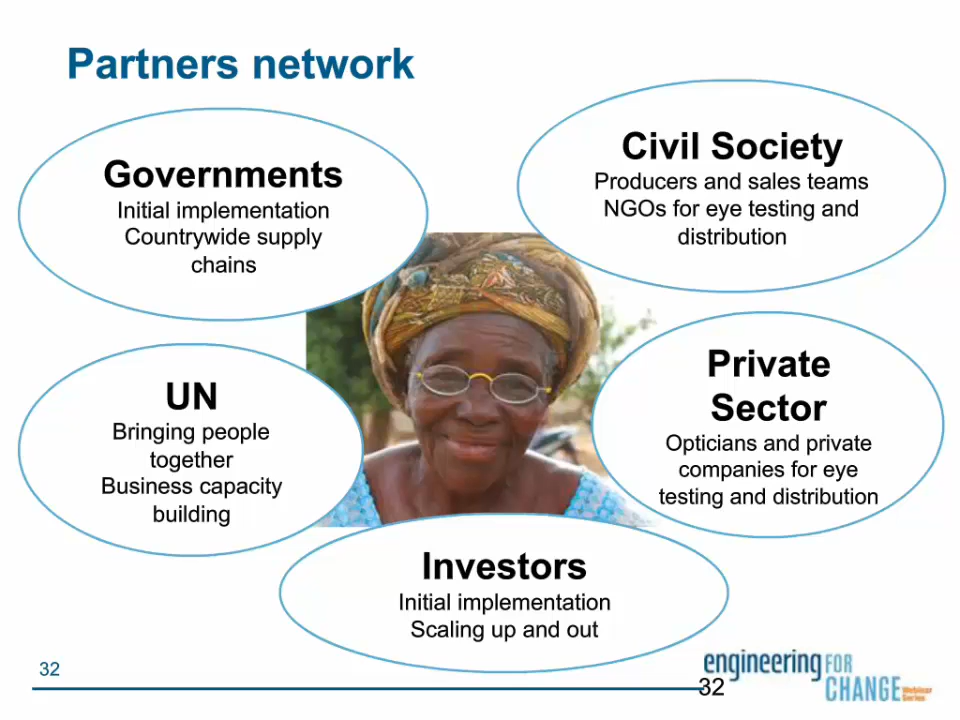 Partners network
Governments
Initial implementation
Countrywide supply
chains
Civil Society
Producers and sales teams
NGOs for eye testing and
distribution
UN
Bringing people
together
Business capacity
building
Private
Sector
Opticians and private
companies for eye
testing and distribution
Investors
Initial implementation
Scaling up and out
32
32
engineering FOR
CHANGE Webinar
Series